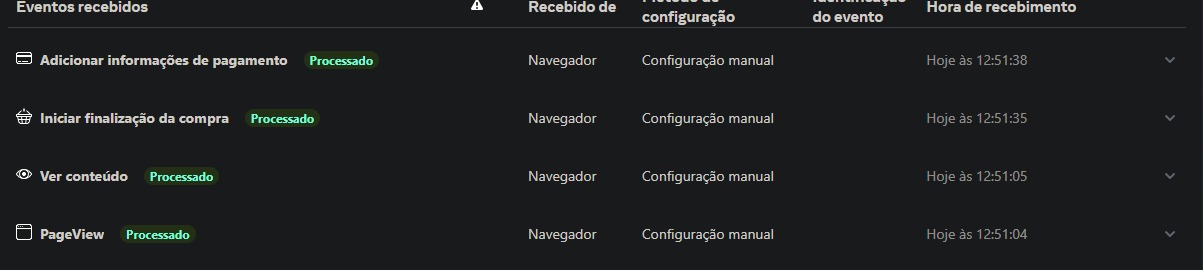 Eventos recebidos Recebido de Método de configuração Identificação do evento Hora de recebimento
Adicionar informações de pagamento Processado Navegador Configuração manual Hoje às 12:51:38
Iniciar finalização da compra Processado Navegador Configuração manual Hoje às 12:51:35
Ver conteúdo Processado Navegador Configuração manual Hoje às 12:51:05
PageView Processado Navegador Configuração manual Hoje às 12:51:04